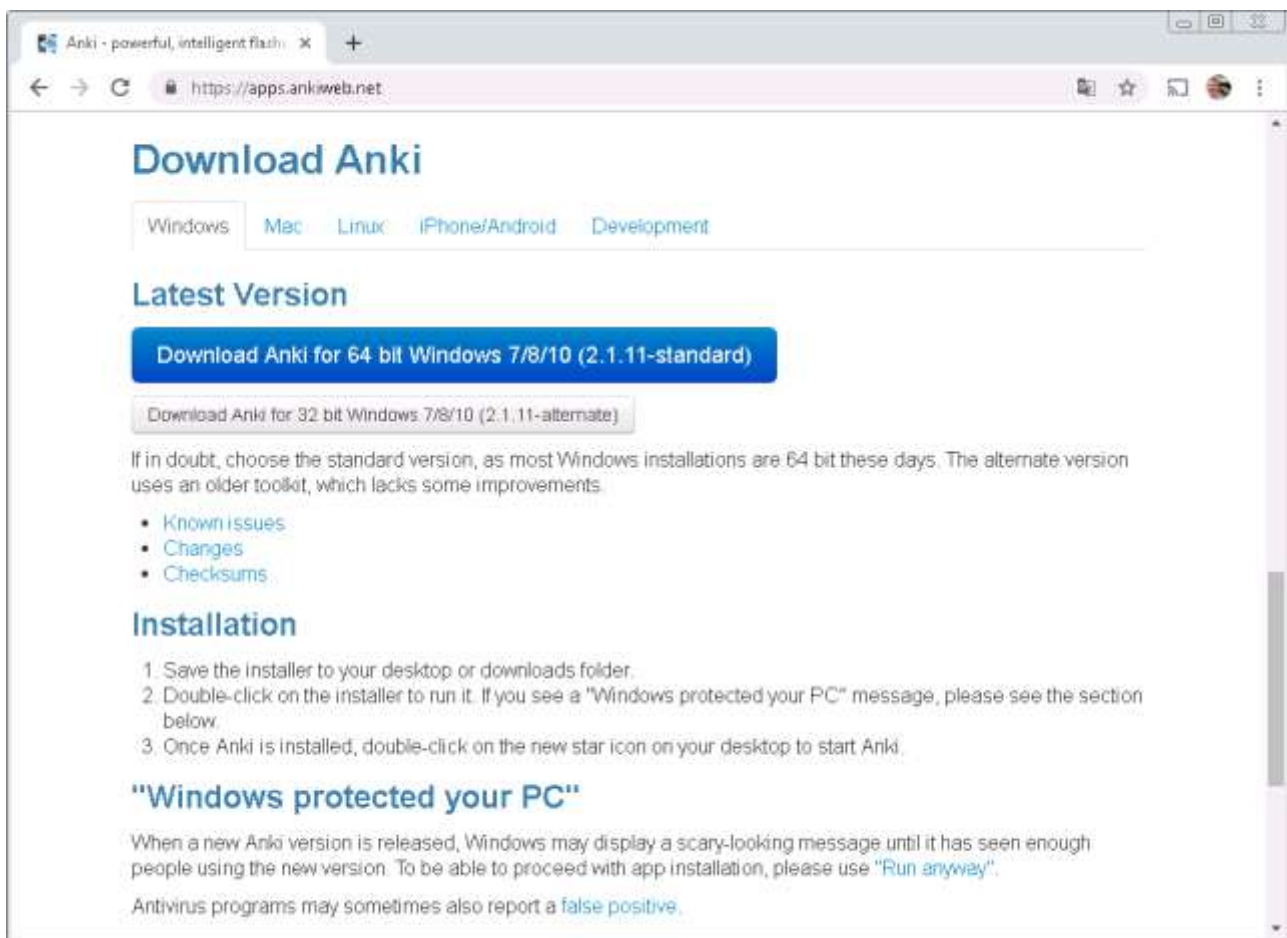 Anki - powerful, intelligent flash
https://apps.ankiweb.net
Download Anki
Windows Mac Linux iPhone/Android Development
Latest Version
Download Anki for 64 bit Windows 7/8/10 (2.1.11-standard)
Download Anki for 32 bit Windows 7/8/10 (2.1.11-alternate)
If in doubt, choose the standard version, as most Windows installations are 64 bit these days. The alternate version
uses an older toolkit, which lacks some improvements.
• Known issues
• Changes
• Checksums
Installation
1. Save the installer to your desktop or downloads folder.
2. Double-click on the installer to run it. If you see a "Windows protected your PC" message, please see the section
below.
3. Once Anki is installed, double-click on the new star icon on your desktop to start Anki.
"Windows protected your PC"
When a new Anki version is released, Windows may display a scary-looking message until it has seen enough
people using the new version. To be able to proceed with app installation, please use "Run anyway".
Antivirus programs may sometimes also report a false positive.